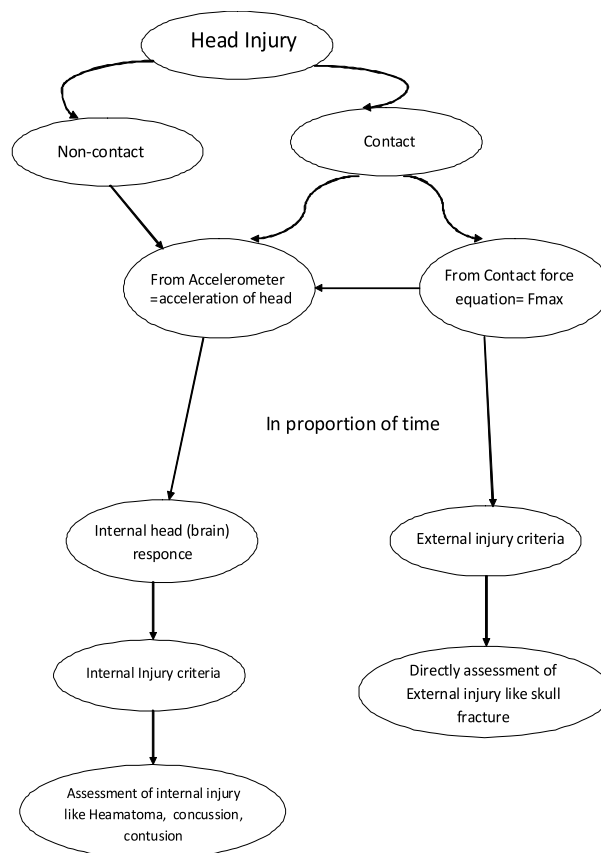 Head Injury
Non-contact
Contact
From Accelerometer
=acceleration of head
From Contact force
equation= Fmax
In proportion of time
Internal head (brain)
responce
External injury criteria
Internal Injury criteria
Directly assessment of
External injury like skull
fracture
Assessment of internal injury
like Heamatoma, concussion,
contusion